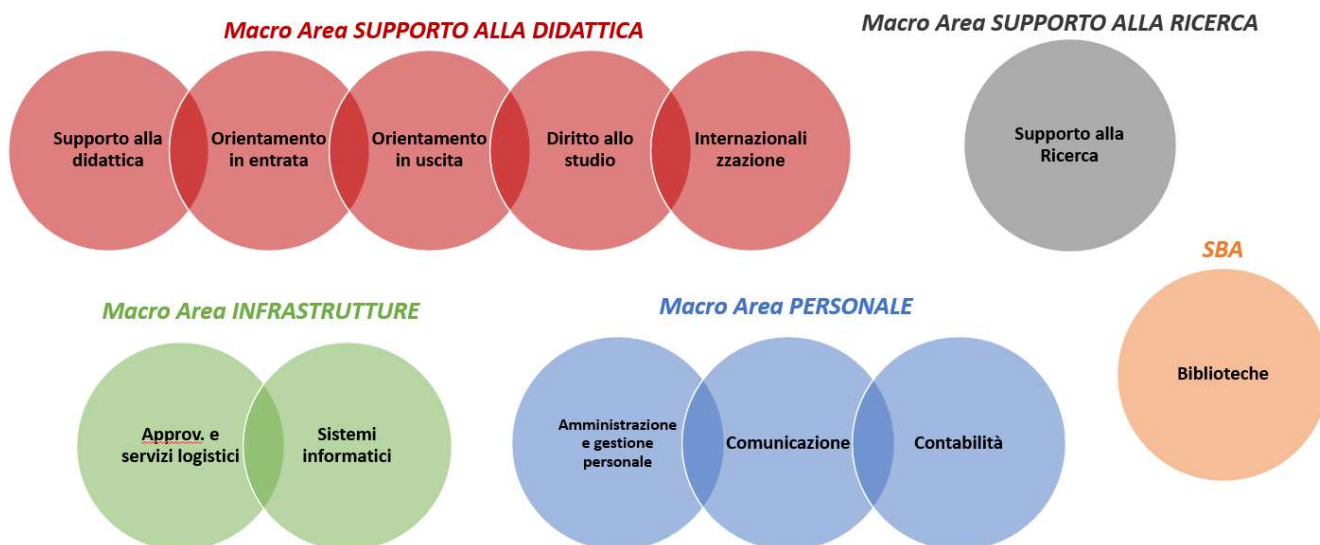 Macro Area SUPPORTO ALLA DIDATTICA
Supporto alla
didattica
Orientamento
in entrata
Orientamento
in uscita
Diritto allo
studio
Internazionali
zzazione
Macro Area SUPPORTO ALLA RICERCA
Supporto alla
Ricerca
Macro Area INFRASTRUTTURE
Approv. e
servizi logistici
Sistemi
informatici
Macro Area PERSONALE
Amministrazione
e gestione
personale
Comunicazione
Contabilità
SBA
Biblioteche